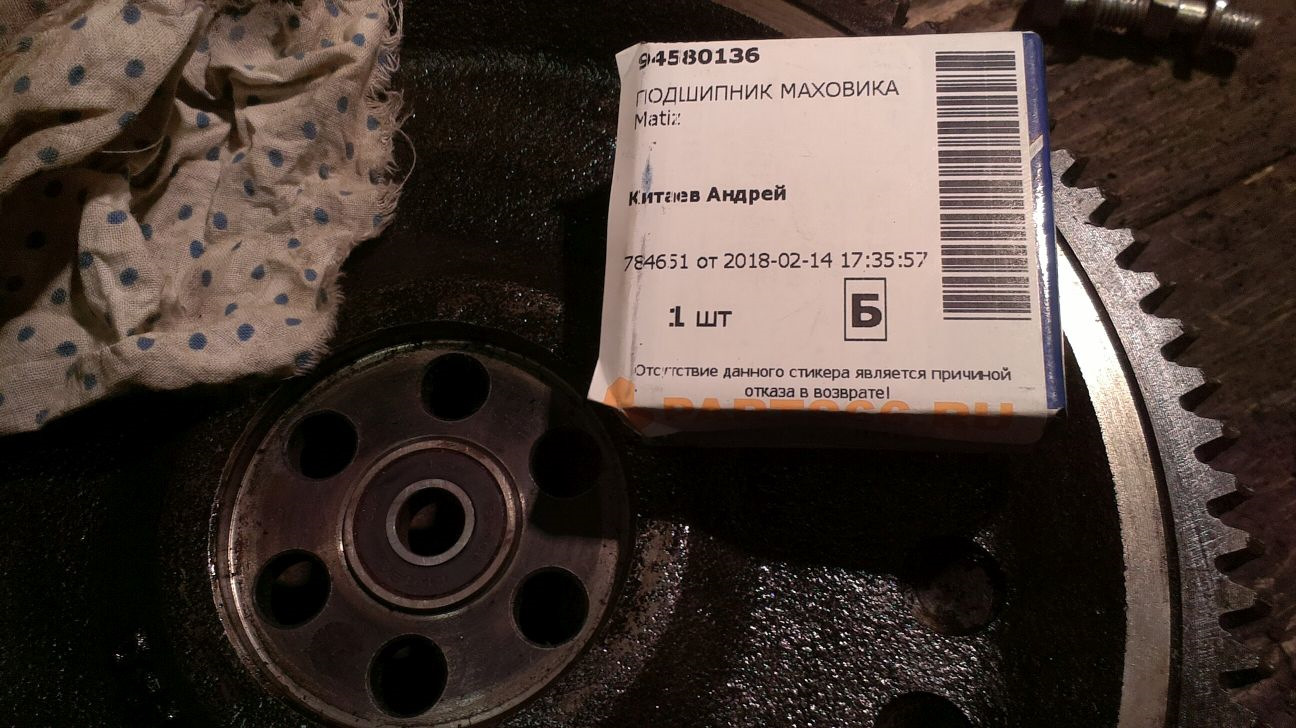 94580136
ПОДШИПНИК МАХОВИКА
Matiz
Китаев Андрей
784651 от 2018-02-14 17:35:57
1 шт
Б
Отсутствие данного стикера является причиной
отказа в возврате!